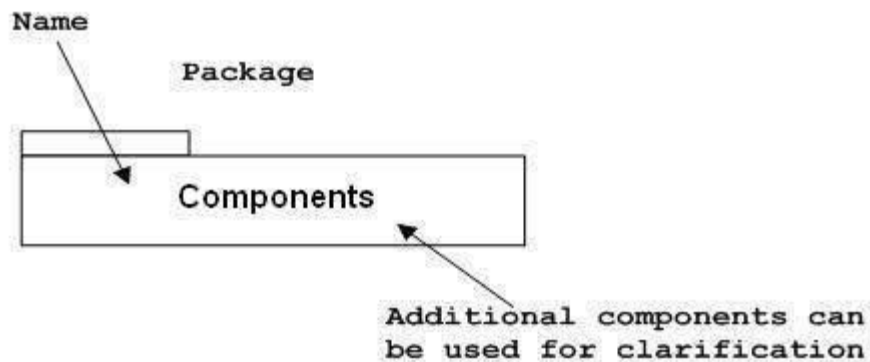 Name
Package
Components
Additional components can
be used for clarification